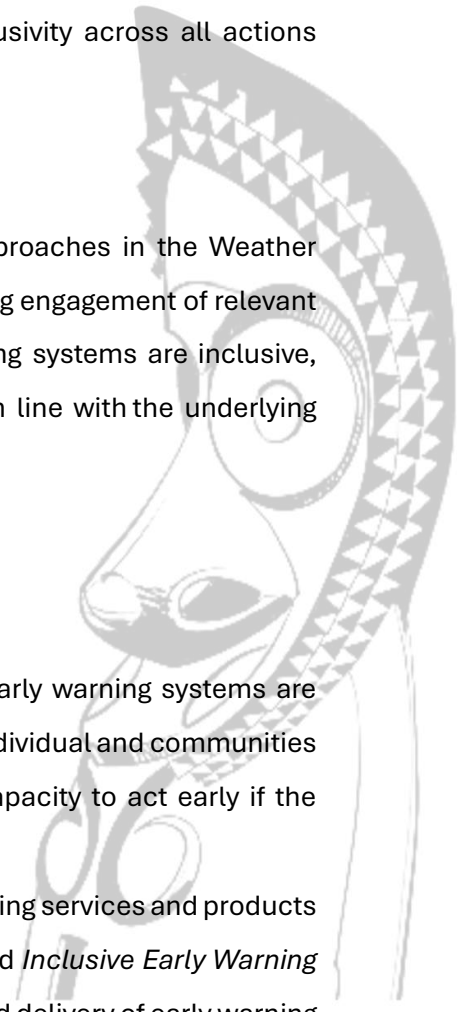 usivity across all actions
proaches in the Weather
g engagement of relevant
ng systems are inclusive,
n line with the underlying
arly warning systems are
dividual and communities
pacity to act early if the
ing services and products
d Inclusive Early Warning
d delivery of early warning